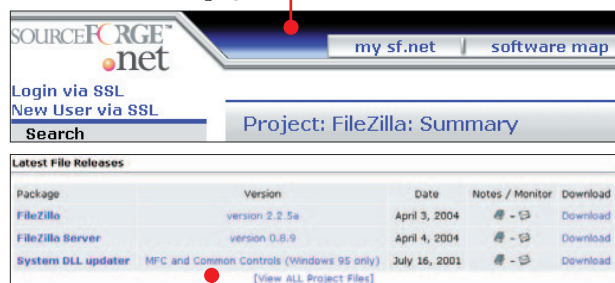 SOURCEFORGE™
.net
my sf.net software map
Login via SSL
New User via SSL
Search
Project: FileZilla: Summary
Latest File Releases
Package Version Date Notes / Monitor Download
FileZilla version 2.2.5a April 3, 2004 - Download
FileZilla Server version 0.8.9 April 4, 2004 - Download
System DLL updater MFC and Common Controls (Windows 95 only) July 16, 2001 - Download
[View ALL Project Files]